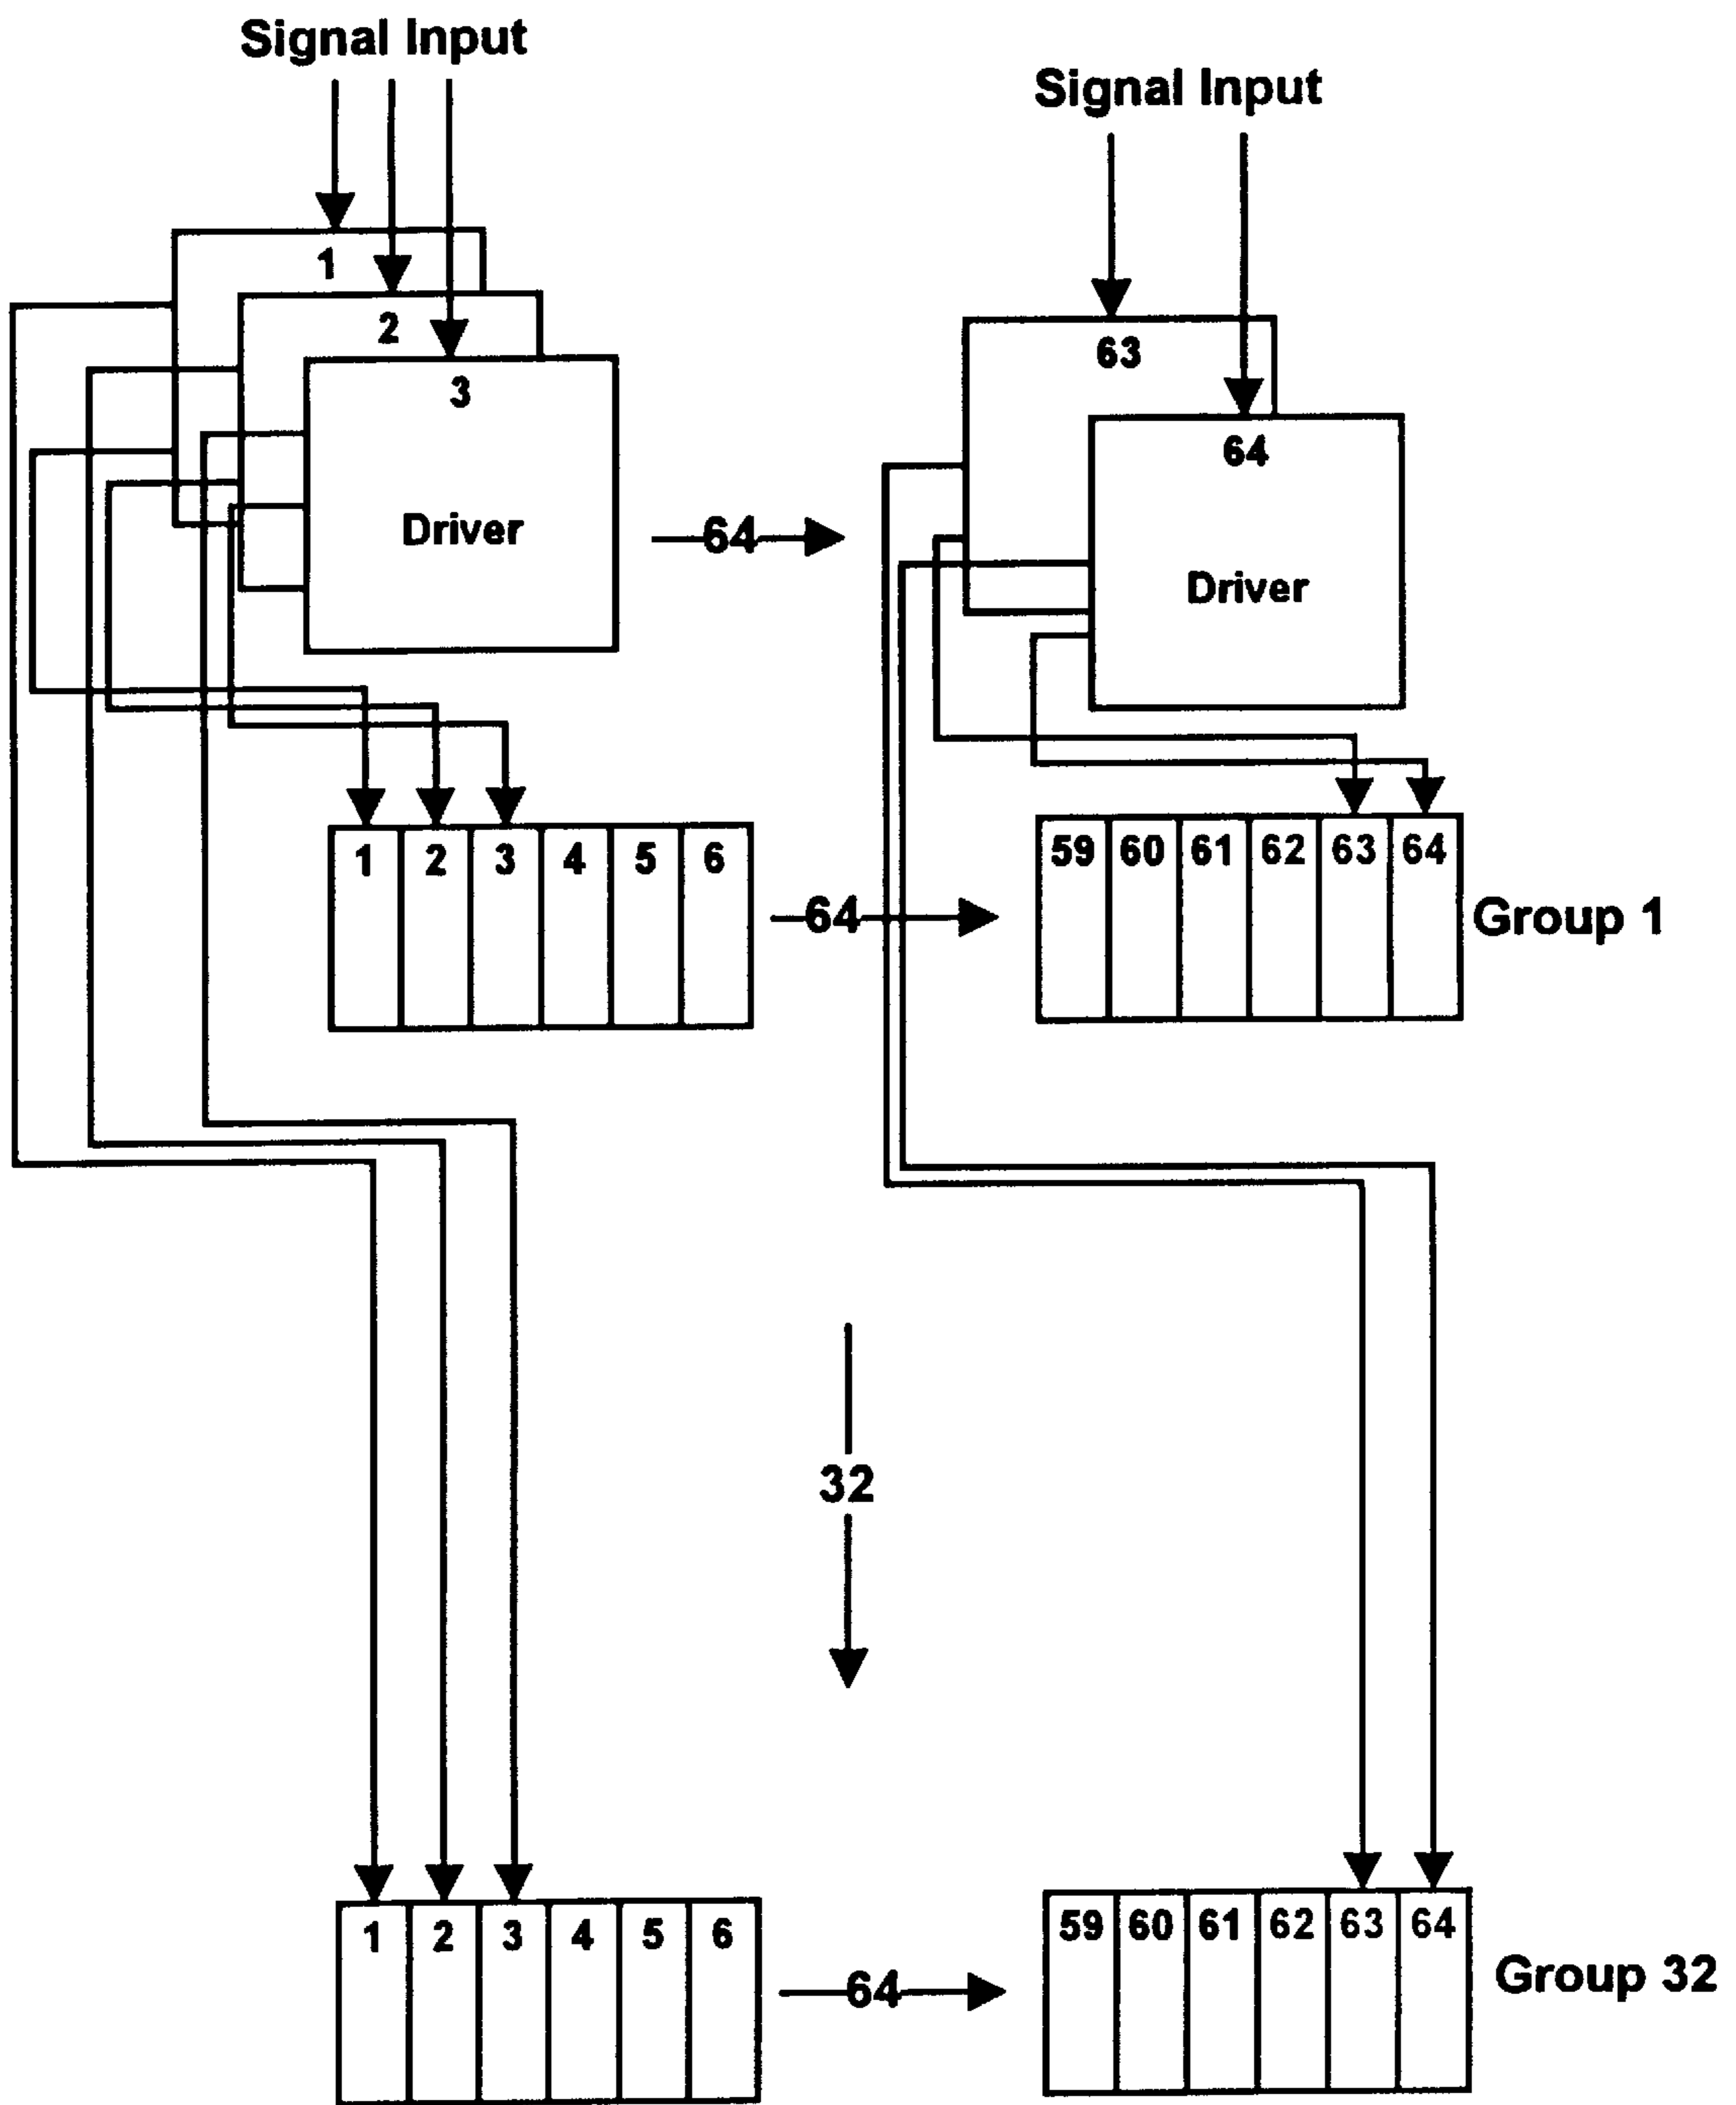 Signal Input
Signal Input
1
2
3
Driver
64
63
64
Driver
1 2 3 4 5 6
64
59 60 61 62 63 64
Group 1
32
1 2 3 4 5 6
64
59 60 61 62 63 64
Group 32